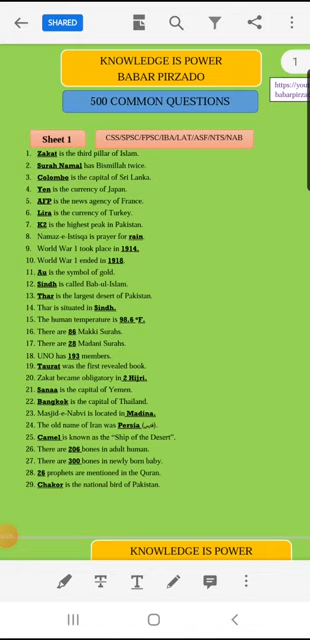 SHARED
KNOWLEDGE IS POWER
BABAR PIRZADO
1
https://you
babarpirza
500 COMMON QUESTIONS
Sheet 1
CSS/SPSC/FPSC/IBA/LAT/ASF/NTS/NAB
1. Zakat is the third pillar of Islam.
2. Surah Namal has Bismillah twice.
3. Colombo is the capital of Sri Lanka.
4. Yen is the currency of Japan.
5. AFP is the news agency of France.
6. Lira is the currency of Turkey.
7. K2 is the highest peak in Pakistan.
8. Namaz-e-Istisqa is prayer for rain.
9. World War 1 took place in 1914.
10. World War 1 ended in 1918.
11. Au is the symbol of gold.
12. Sindh is called Bab-ul-Islam.
13. Thar is the largest desert of Pakistan.
14. Thar is situated in Sindh.
15. The human temperature is 98.6 °F.
16. There are 86 Makki Surahs.
17. There are 28 Madani Surahs.
18. UNO has 193 members.
19. Taurat was the first revealed book.
20. Zakat became obligatory in 2 Hijri.
21. Sanaa is the capital of Yemen.
22. Bangkok is the capital of Thailand.
23. Masjid-e-Nabvi is located in Madina.
24. The old name of Iran was Persia
25. Camel is known as the “Ship of the Desert”.
26. There are 206 bones in adult human.
27. There are 300 bones in newly born baby.
28. 26 prophets are mentioned in the Quran.
29. Chakor is the national bird of Pakistan.
KNOWLEDGE IS POWER